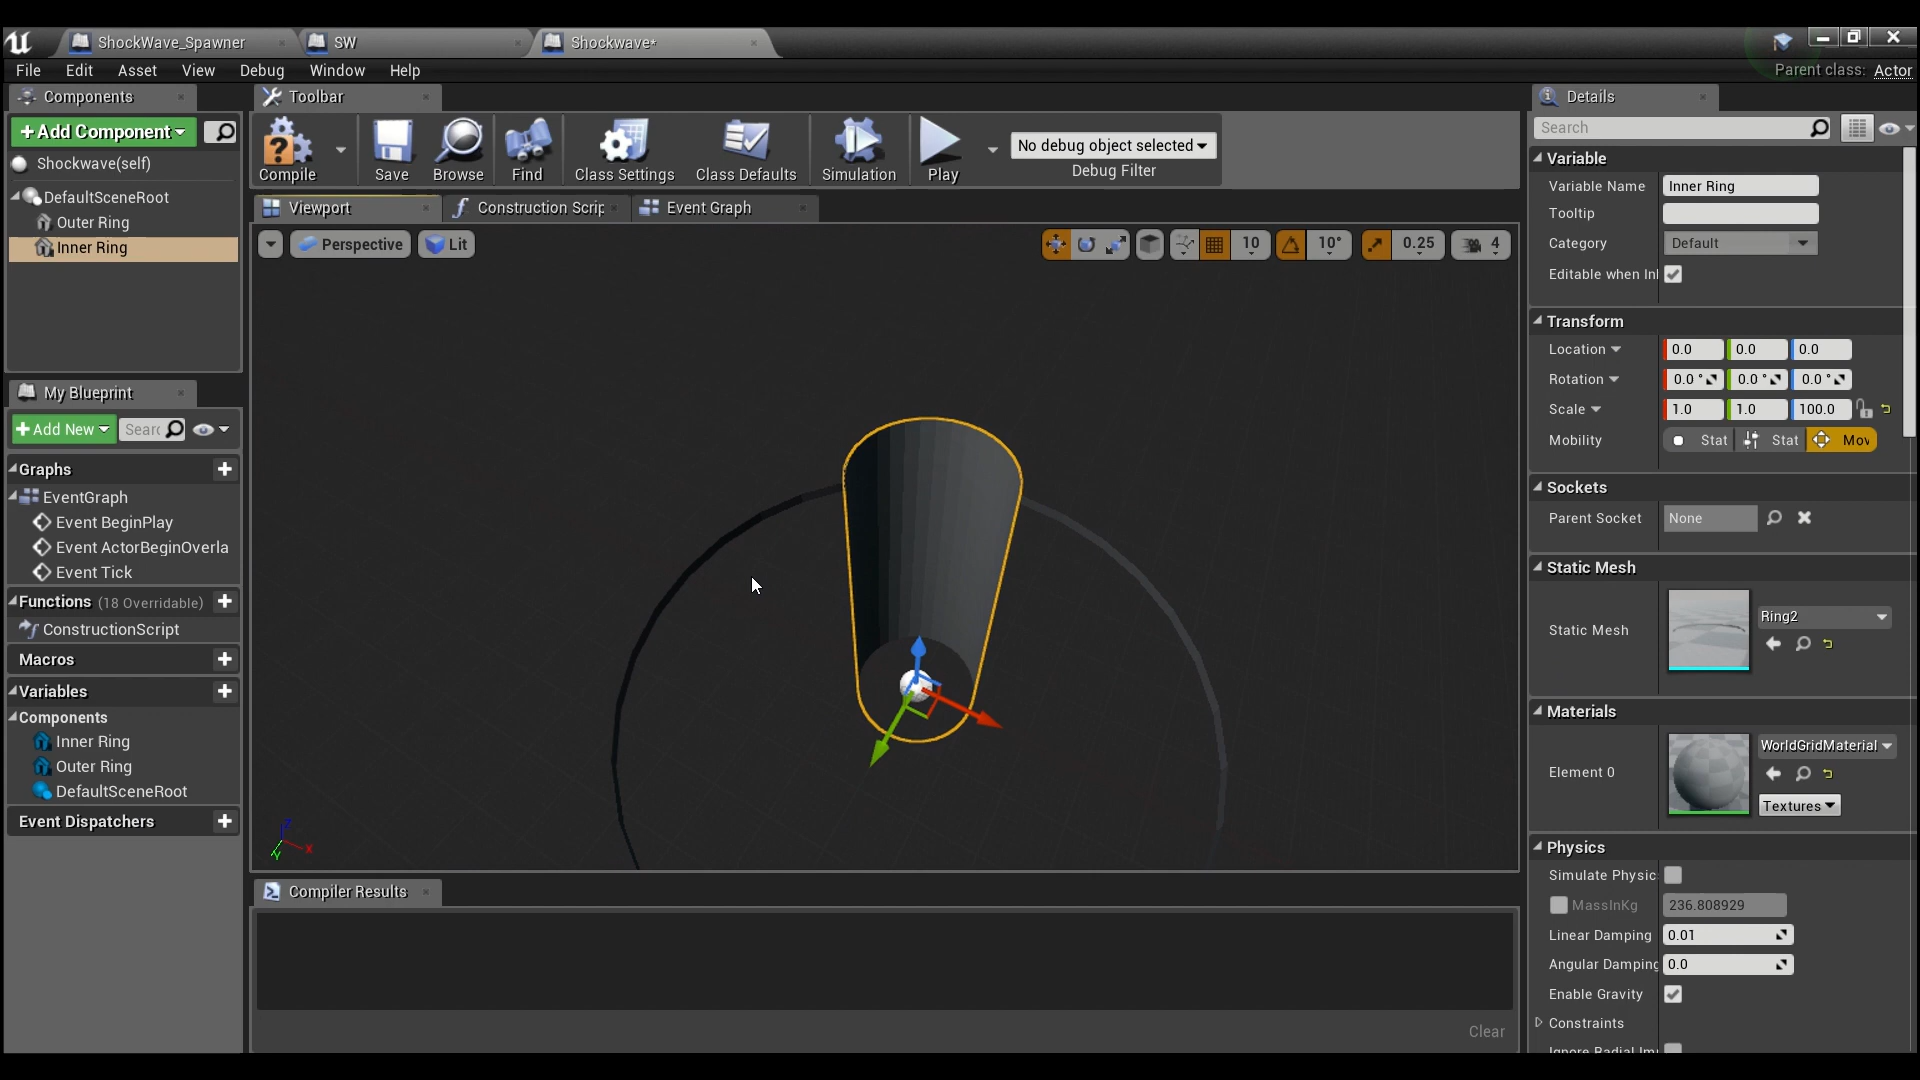 ShockWave_Spawner
SW
Shockwave*
File Edit Asset View Debug Window Help
Parent class: Actor
Components
Toolbar
Details
Add Component
Shockwave(self)
DefaultSceneRoot
Outer Ring
Inner Ring
Compile
Save
Browse
Find
Class Settings
Class Defaults
Simulation
Play
No debug object selected
Debug Filter
Viewport
Construction Scrip
Event Graph
Perspective
Lit
10
10°
0.25
4
Search
Variable
Variable Name Inner Ring
Tooltip
Category Default
Editable when Inl
Transform
Location 0.0 0.0 0.0
Rotation 0.0 ° 0.0 ° 0.0 °
Scale 1.0 1.0 100.0
Mobility Stat Stat Mov
Sockets
Parent Socket None
Static Mesh
Static Mesh Ring2
Materials
Element 0 WorldGridMaterial
Textures
Physics
Simulate Physic
MassInKg 236.808929
Linear Damping 0.01
Angular Damping 0.0
Enable Gravity
Constraints
My Blueprint
Add New
Searc
Graphs
EventGraph
Event BeginPlay
Event ActorBeginOverla
Event Tick
Functions (18 Overridable)
ConstructionScript
Macros
Variables
Components
Inner Ring
Outer Ring
DefaultSceneRoot
Event Dispatchers
Z
X
Y
Compiler Results
Clear